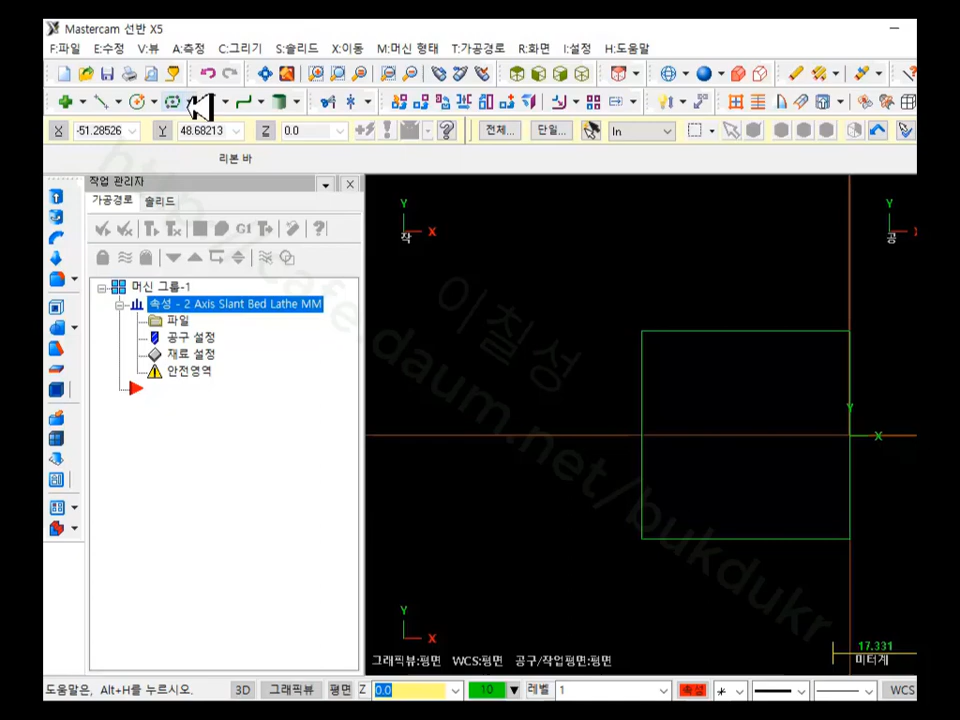 Mastercam 선반 X5
F:파일 E:수정 V:뷰 A:측정 C:그리기 S:솔리드 X:이동 M:머신 형태 T:가공경로 R:화면 I:설정 H:도움말
X -51.28526 Y 48.68213 Z 0.0 전체... 단일... In
리본 바
작업 관리자
가공경로 솔리드
G1
머신 그룹-1
속성 - 2 Axis Slant Bed Lathe MM
파일
공구 설정
재료 설정
안전영역
Y
X
작
Y
공
Y
X
Y
X
그래픽뷰:평면 WCS:평면 공구/작업평면:평면
17.331
미터계
도움말은, Alt+H를 누르시오. 3D 그래픽뷰 평면 Z 0.0 10 레벨 1 속성 WCS
이칠성
http://cafe.daum.net/bukdukr